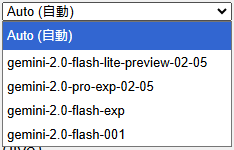 Auto (自動)
Auto (自動)
gemini-2.0-flash-lite-preview-02-05
gemini-2.0-pro-exp-02-05
gemini-2.0-flash-exp
gemini-2.0-flash-001